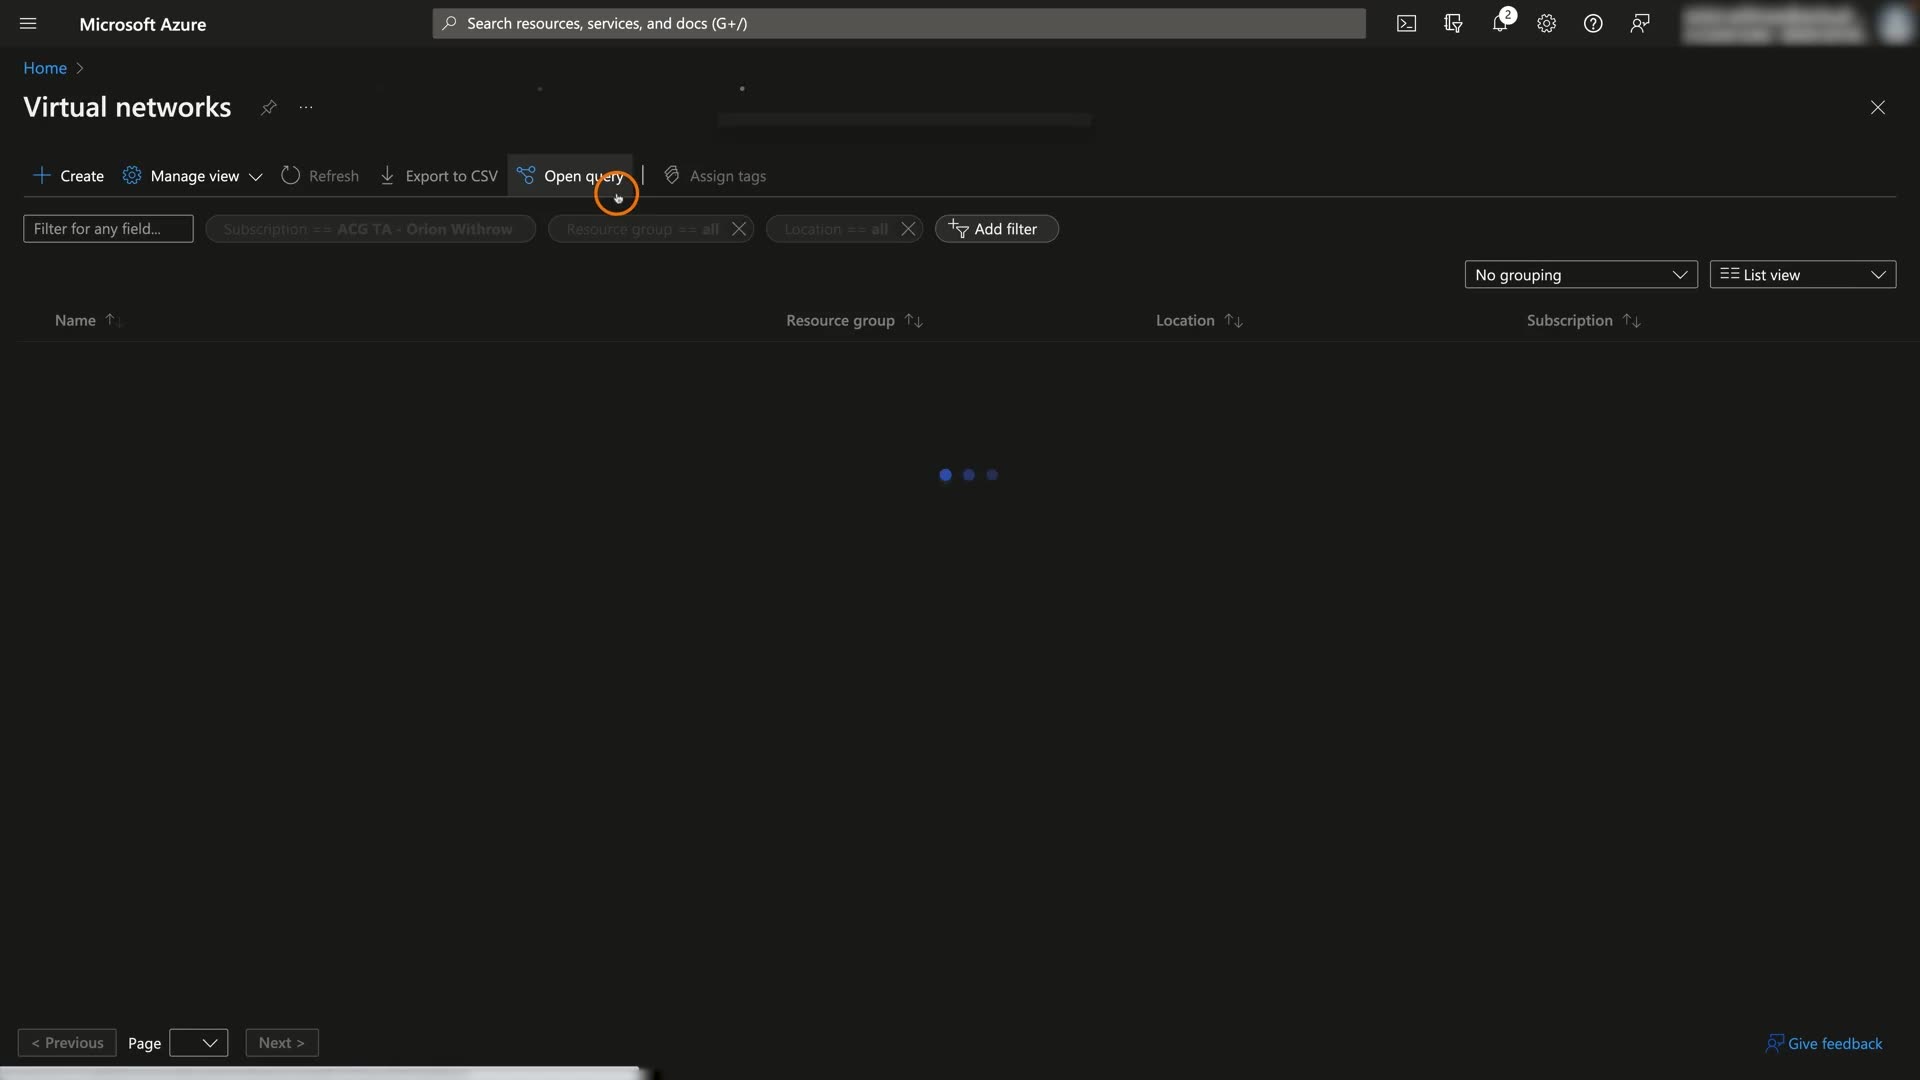 Microsoft Azure
Search resources, services, and docs (G+/)
2
Home
Virtual networks
Create
Manage view
Refresh
Export to CSV
Open query
Assign tags
Filter for any field...
Subscription == ACG TA - Orion Withrow
Resource group == all
Location == all
Add filter
No grouping
List view
Name
Resource group
Location
Subscription
< Previous
Page
Next >
Give feedback